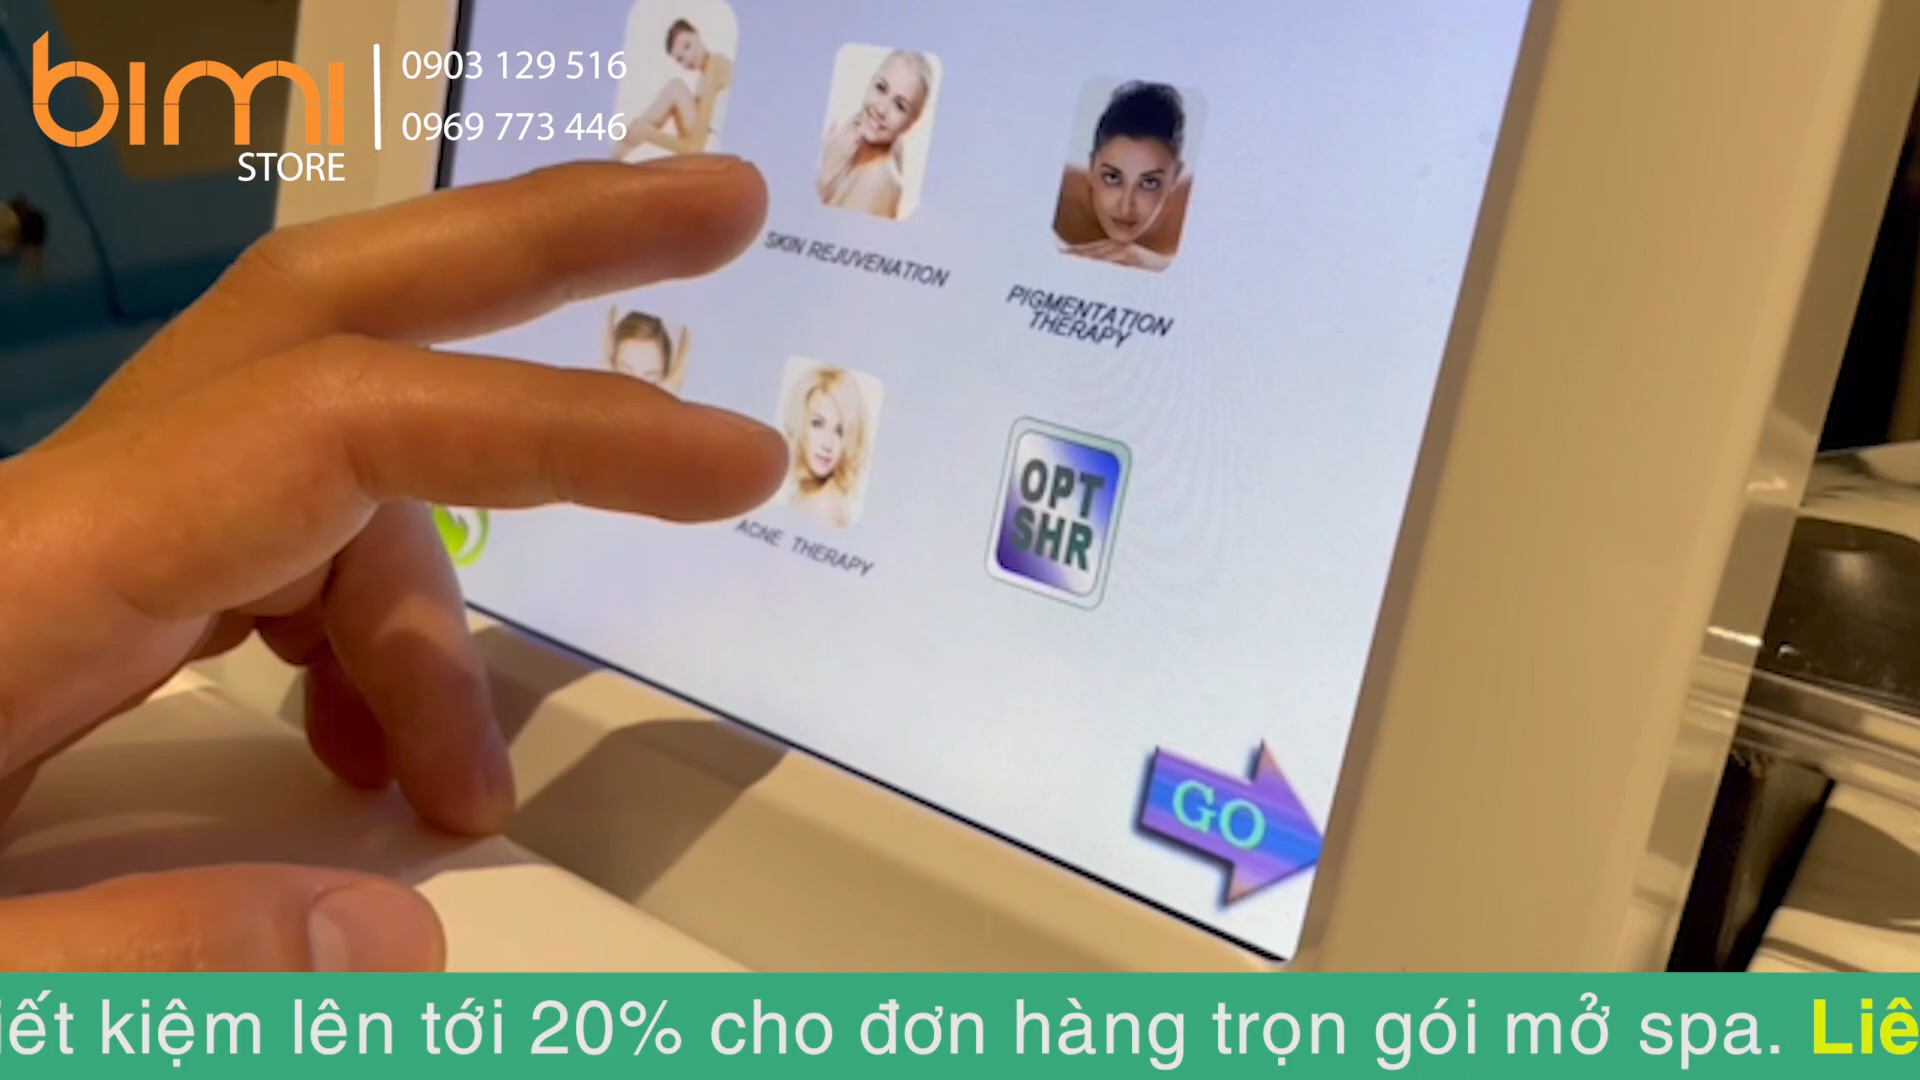 bimi
STORE
0903 129 516
0969 773 446
SKIN REJUVENATION
PIGMENTATION
THERAPY
ACNE THERAPY
OPT
SHR
GO
iết kiệm lên tới 20% cho đơn hàng trọn gói mở spa. Liê